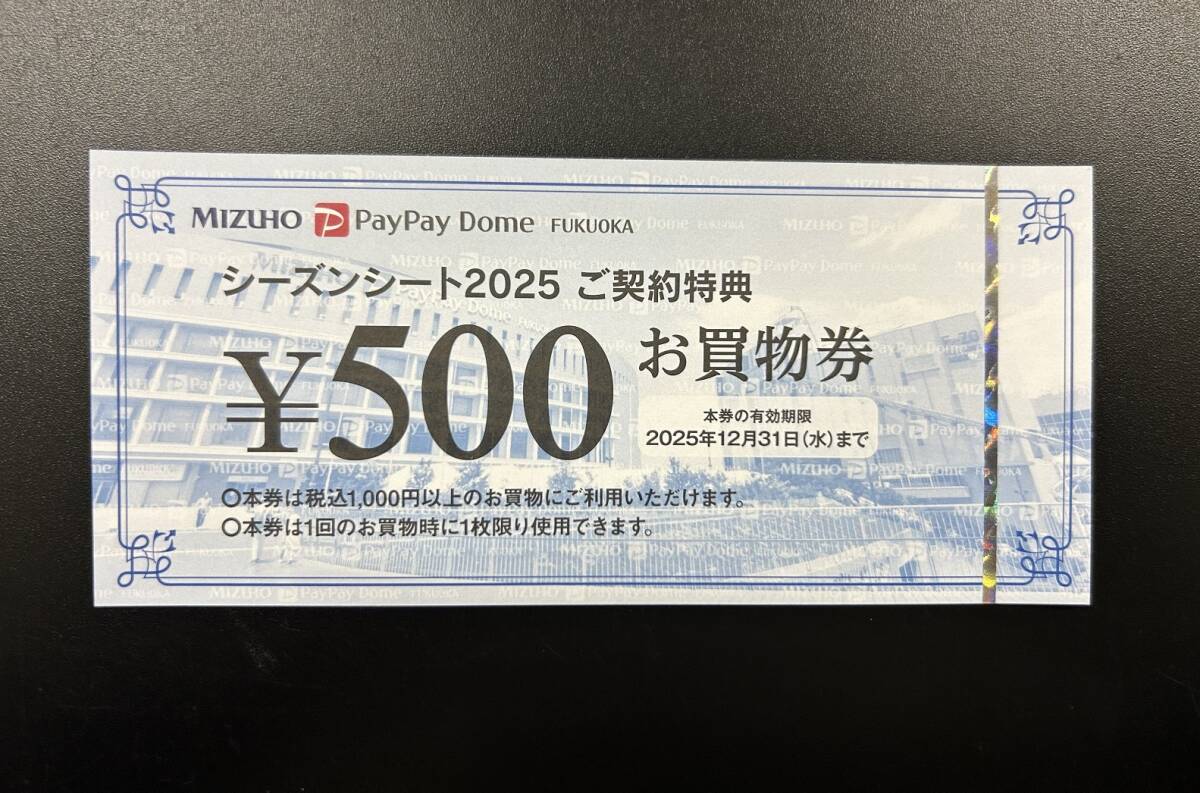 MIZUHO PayPay Dome FUKUOKA
シーズンシート2025 ご契約特典
¥500 お買物券
本券の有効期限
2025年12月31日(水)まで
○本券は税込1,000円以上のお買物にご利用いただけます。
○本券は1回のお買物時に1枚限り使用できます。